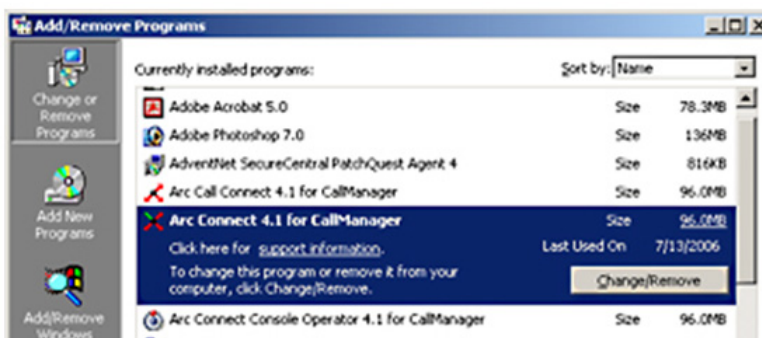 Add/Remove Programs
Change or
Remove
Programs
Add New
Programs
Add/Remove
Windows
Currently installed programs:
Sort by: Name
Adobe Acrobat 5.0 Size 78.3MB
Adobe Photoshop 7.0 Size 136MB
AdventNet SecureCentral PatchQuest Agent 4 Size 816KB
Arc Call Connect 4.1 for CallManager Size 96.0MB
Arc Connect 4.1 for CallManager Size 96.0MB
Click here for support information. Last Used On 7/13/2006
To change this program or remove it from your
computer, click Change/Remove. Change/Remove
Arc Connect Console Operator 4.1 for CallManager Size 96.0MB